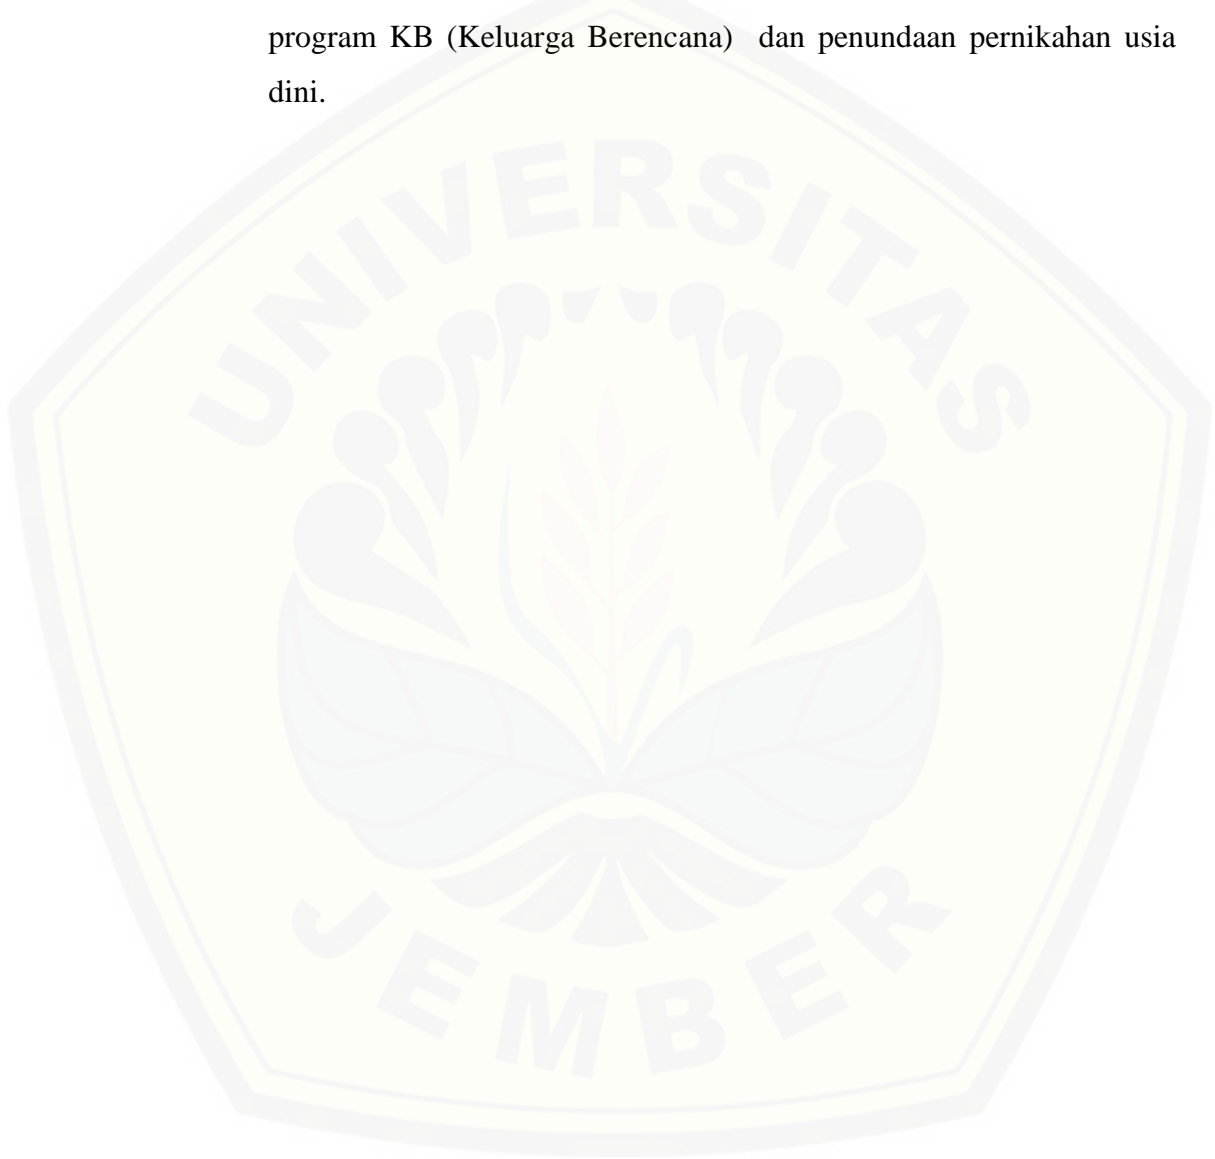 program KB (Keluarga Berencana) dan penundaan pernikahan usia
dini.
UNIVERSITAS
JEMBER